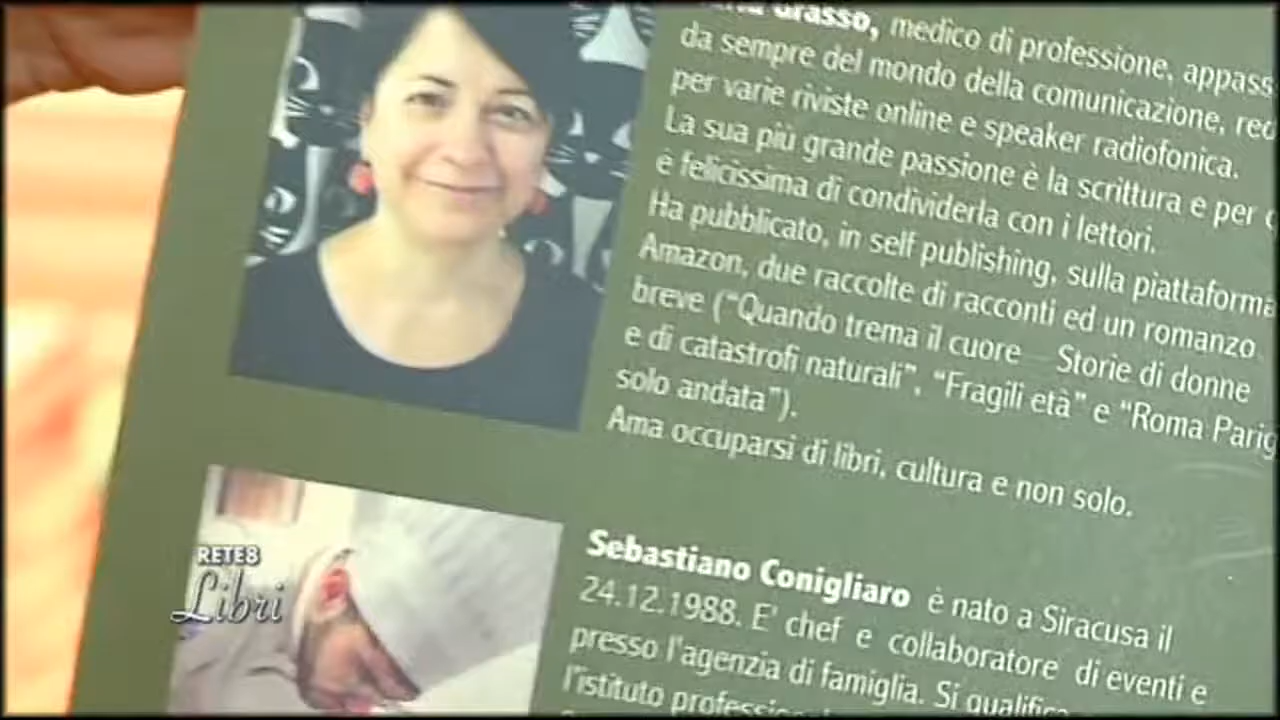 Grasso, medico di professione, appass
da sempre del mondo della comunicazione, red
per varie riviste online e speaker radiofonica.
La sua più grande passione è la scrittura e per q
è felicissima di condividerla con i lettori.
Ha pubblicato, in self publishing, sulla piattaforma
Amazon, due raccolte di racconti ed un romanzo
breve ("Quando trema il cuore Storie di donne
e di catastrofi naturali", "Fragili età" e "Roma Parig
solo andata").
Ama occuparsi di libri, cultura e non solo.
Sebastiano Conigliaro è nato a Siracusa il
24.12.1988. E' chef e collaboratore di eventi e
presso l'agenzia di famiglia. Si qualifica
l'istituto
RETE8
Libri